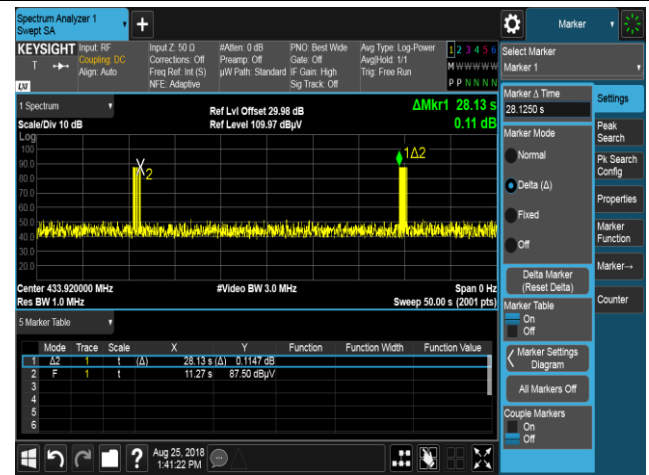 Spectrum Analyzer 1
Swept SA
+
Marker
KEYSIGHT
T
LXI
Input: RF
Coupling: DC
Align: Auto
Input Z: 50 Ω
Corrections: Off
Freq Ref: Int (S)
NFE: Adaptive
#Atten: 0 dB
Preamp: Off
µW Path: Standard
PNO: Best Wide
Gate: Off
IF Gain: High
Sig Track: Off
Avg Type: Log-Power
Avg|Hold: 1/1
Trig: Free Run
1 2 3 4 5 6
M W W W W W
P P N N N N
Select Marker
Marker 1
1 Spectrum
Scale/Div 10 dB
Log
Ref Lvl Offset 29.98 dB
Ref Level 109.97 dBµV
ΔMkr1 28.13 s
0.11 dB
100
90.0
80.0
70.0
60.0
50.0
40.0
30.0
20.0
X2
1Δ2
Center 433.920000 MHz
Res BW 1.0 MHz
#Video BW 3.0 MHz
Span 0 Hz
Sweep 50.00 s (2001 pts)
5 Marker Table
Mode Trace Scale X Y Function Function Width Function Value
1 Δ2 1 t (Δ) 28.13 s (Δ) 0.1147 dB
2 F 1 t 11.27 s 87.50 dBµV
3
4
5
6
Marker Δ Time
28.1250 s
Marker Mode
Normal
Delta (Δ)
Fixed
Off
Delta Marker
(Reset Delta)
Marker Table
On
Off
Marker Settings
Diagram
All Markers Off
Couple Markers
On
Off
Settings
Peak
Search
Pk Search
Config
Properties
Marker
Function
Marker→
Counter
?
Aug 25, 2018
1:41:22 PM